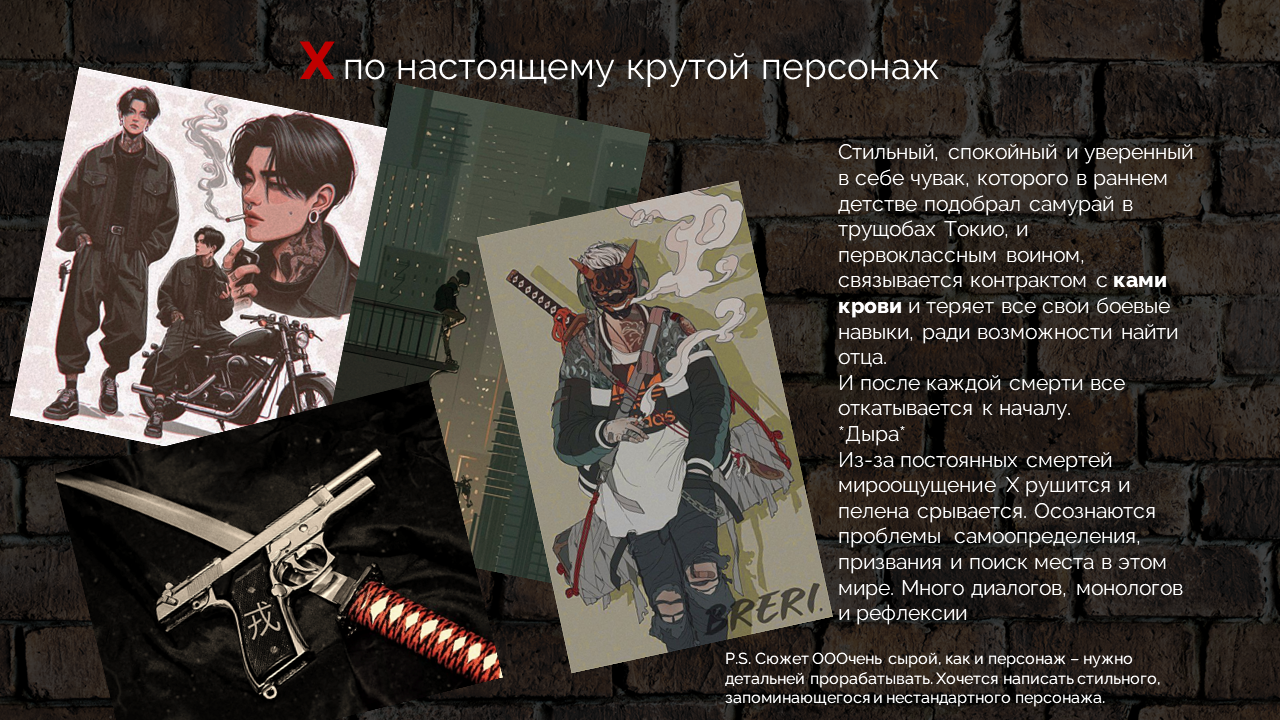 X по настоящему крутой персонаж
Стильный, спокойный и уверенный
в себе чувак, которого в раннем
детстве подобрал самурай в
трущобах Токио, и
первоклассным воином,
связывается контрактом с ками
крови и теряет все свои боевые
навыки, ради возможности найти
отца.
И после каждой смерти все
откатывается к началу.
*Дыра*
Из-за постоянных смертей
мироощущение X рушится и
пелена срывается. Осознаются
проблемы самоопределения,
призвания и поиск места в этом
мире. Много диалогов, монологов
и рефлексии
P.S. Сюжет ОООчень сырой, как и персонаж – нужно
детальней прорабатывать. Хочется написать стильного,
запоминающегося и нестандартного персонажа.
BRERI.
戎